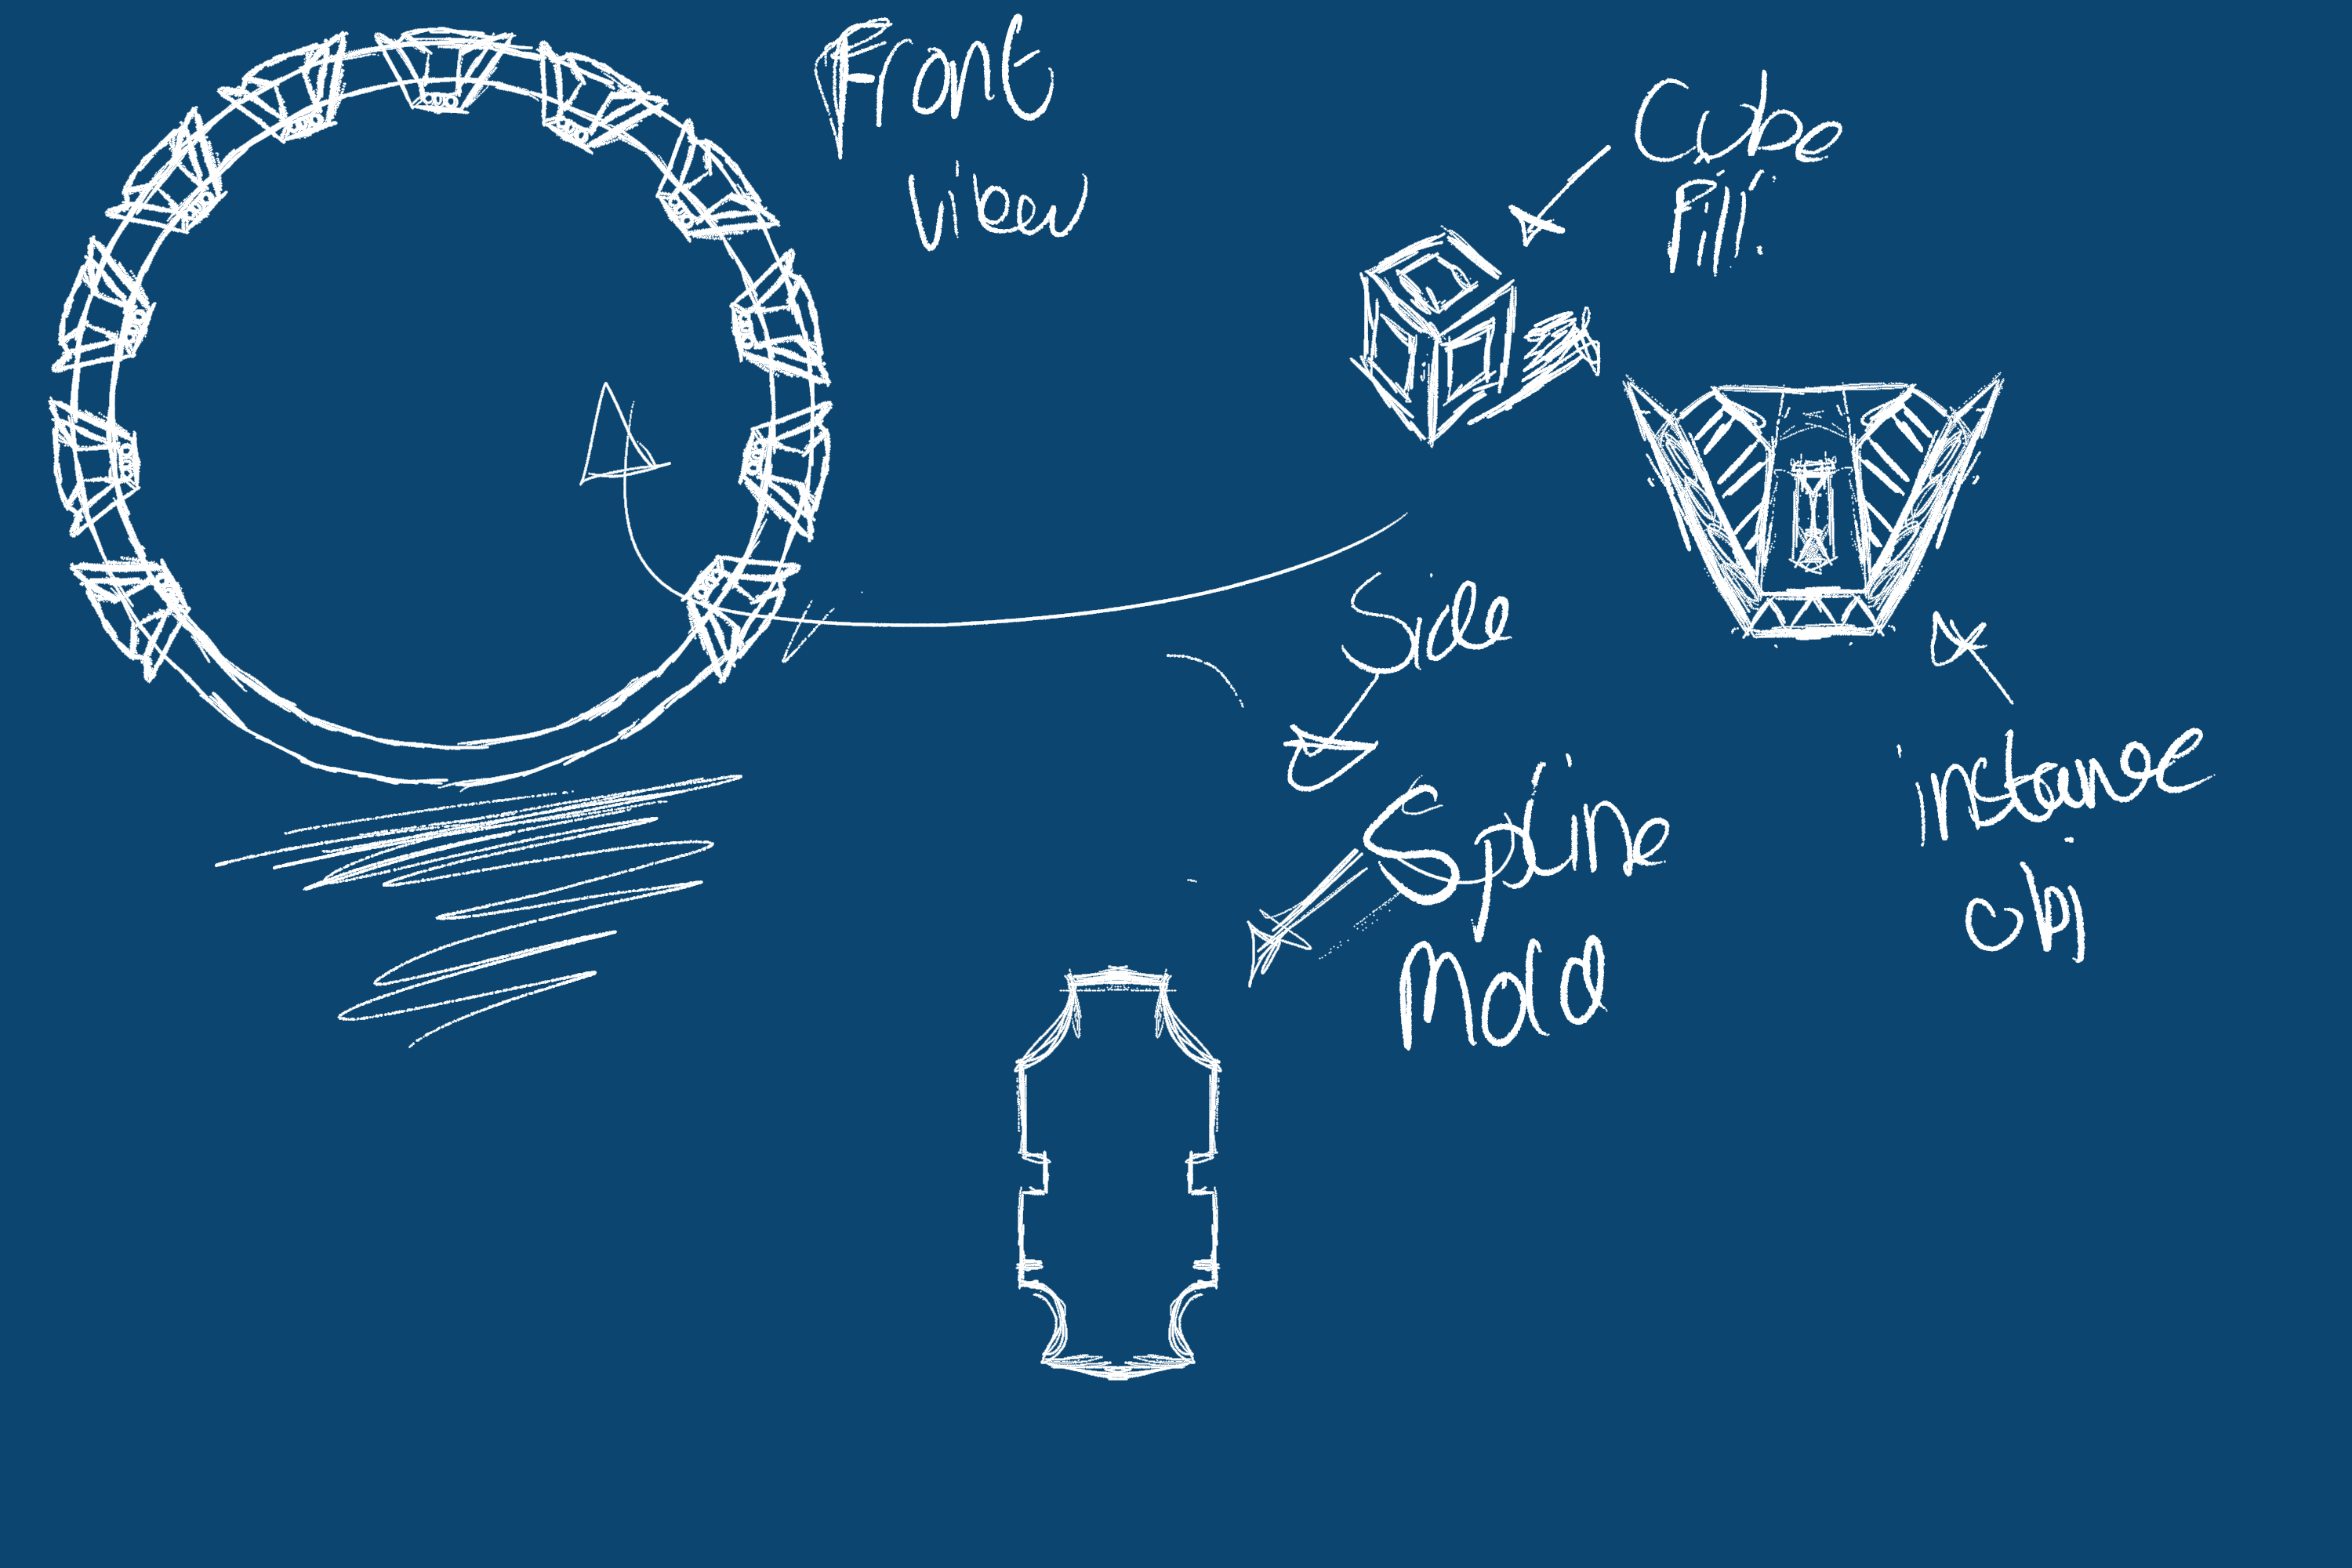 Front
View
Cube
Fill
Side
Spline
Mold
instance
obj